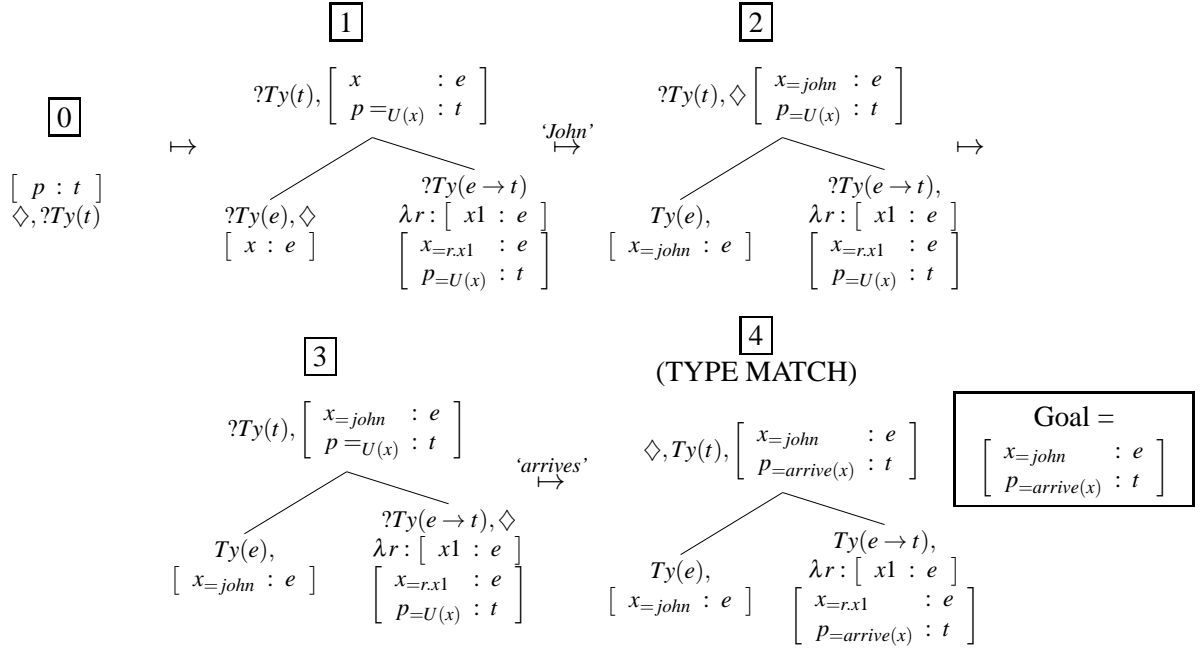 0
[ p : t ]
◇, ?Ty(t)
↦
1
?Ty(t), [ x : e
p =U(x) : t ]
?Ty(e), ◇
[ x : e ]
?Ty(e → t)
λr : [ x1 : e ]
[ x=r.x1 : e
p=U(x) : t ]
‘John’
↦
2
?Ty(t), ◇ [ x=john : e
p=U(x) : t ]
Ty(e),
[ x=john : e ]
?Ty(e → t),
λr : [ x1 : e ]
[ x=r.x1 : e
p=U(x) : t ]
↦
3
?Ty(t), [ x=john : e
p =U(x) : t ]
Ty(e),
[ x=john : e ]
?Ty(e → t), ◇
λr : [ x1 : e ]
[ x=r.x1 : e
p=U(x) : t ]
‘arrives’
↦
4
(TYPE MATCH)
◇, Ty(t), [ x=john : e
p=arrive(x) : t ]
Ty(e),
[ x=john : e ]
Ty(e → t),
λr : [ x1 : e ]
[ x=r.x1 : e
p=arrive(x) : t ]
Goal =
[ x=john : e
p=arrive(x) : t ]